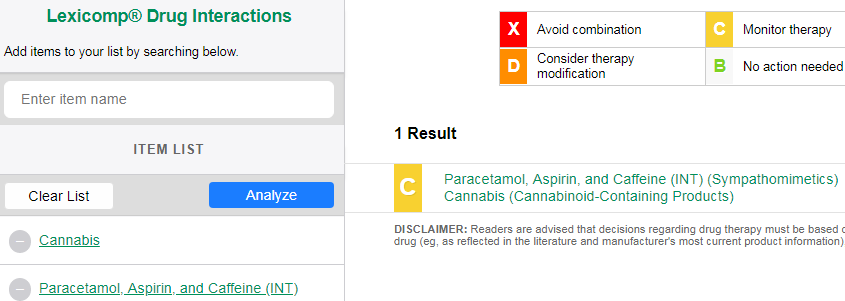 Lexicomp® Drug Interactions
Add items to your list by searching below.
Enter item name
ITEM LIST
Clear List
Analyze
Cannabis
Paracetamol, Aspirin, and Caffeine (INT)
X
Avoid combination
C
Monitor therapy
D
Consider therapy
modification
B
No action needed
1 Result
C
Paracetamol, Aspirin, and Caffeine (INT) (Sympathomimetics)
Cannabis (Cannabinoid-Containing Products)
DISCLAIMER: Readers are advised that decisions regarding drug therapy must be based
drug (eg, as reflected in the literature and manufacturer's most current product information)